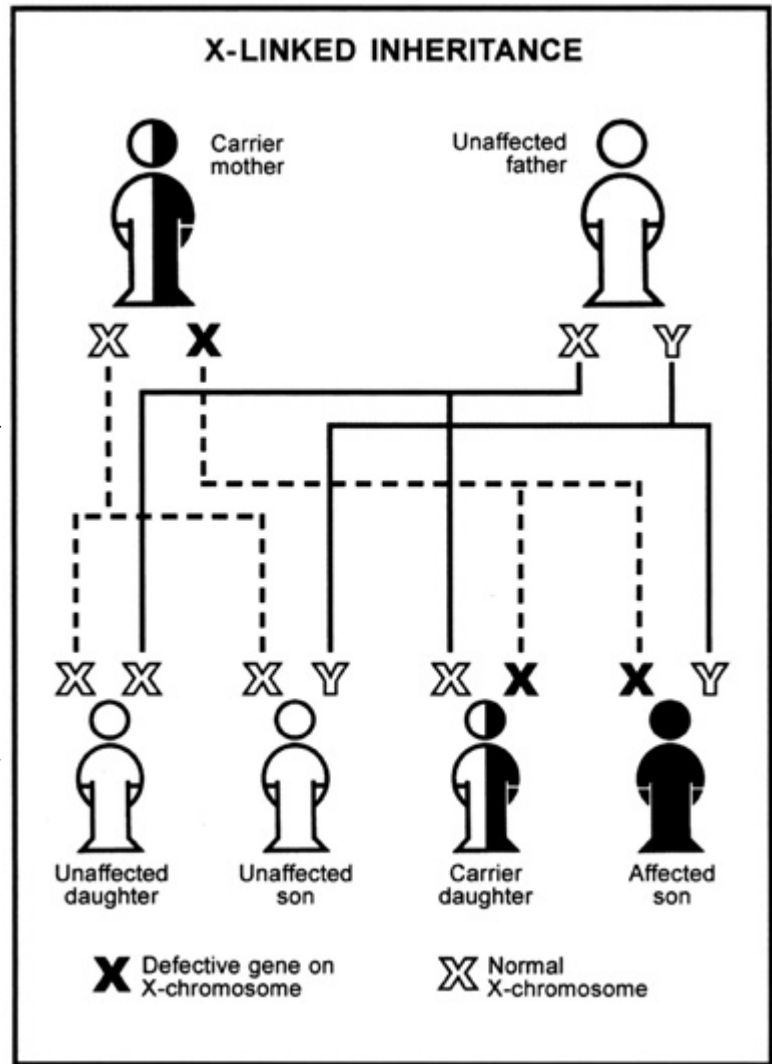 X-LINKED INHERITANCE
Carrier
mother
Unaffected
father
X X X Y
X X X Y X X X Y
Unaffected
daughter
Unaffected
son
Carrier
daughter
Affected
son
X Defective gene on
X-chromosome
X Normal
X-chromosome